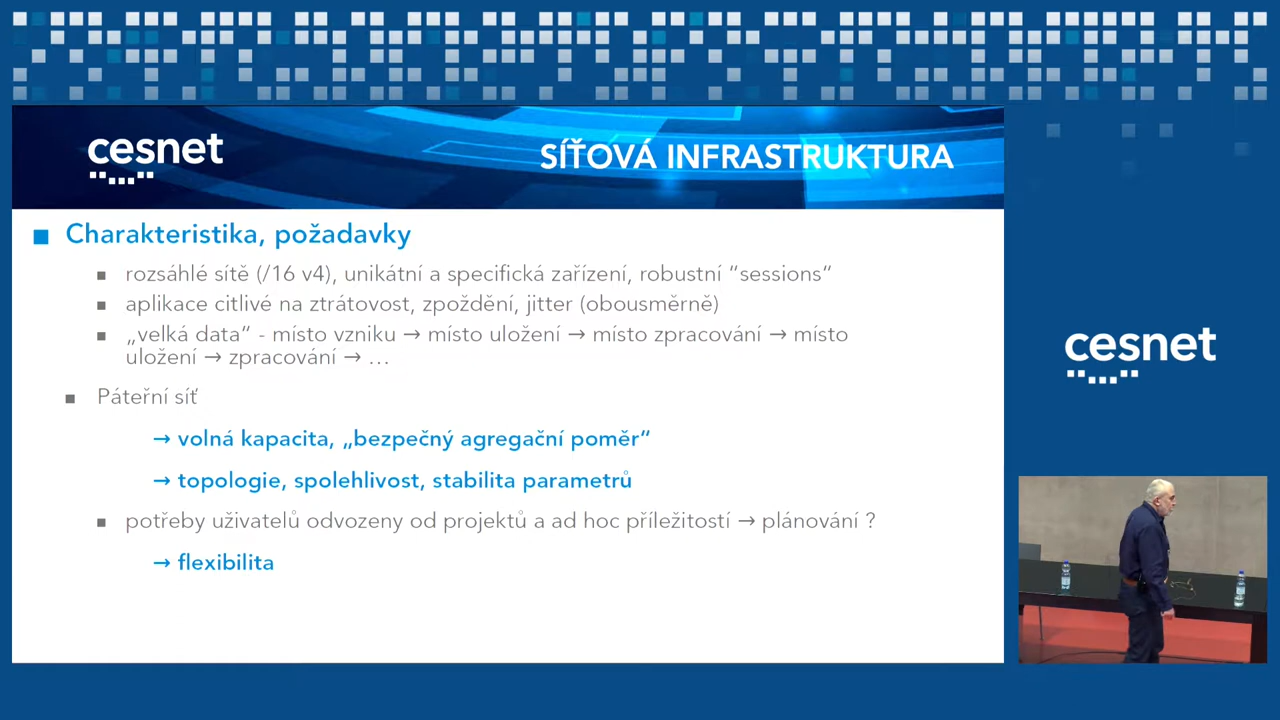 cesnet
SÍŤOVÁ INFRASTRUKTURA
Charakteristika, požadavky
rozsáhlé sítě (/16 v4), unikátní a specifická zařízení, robustní “sessions“
aplikace citlivé na ztrátovost, zpoždění, jitter (obousměrně)
„velká data“ - místo vzniku → místo uložení → místo zpracování → místo
uložení → zpracování → …
Páteřní síť
→ volná kapacita, „bezpečný agregační poměr“
→ topologie, spolehlivost, stabilita parametrů
potřeby uživatelů odvozeny od projektů a ad hoc příležitostí → plánování ?
→ flexibilita
cesnet